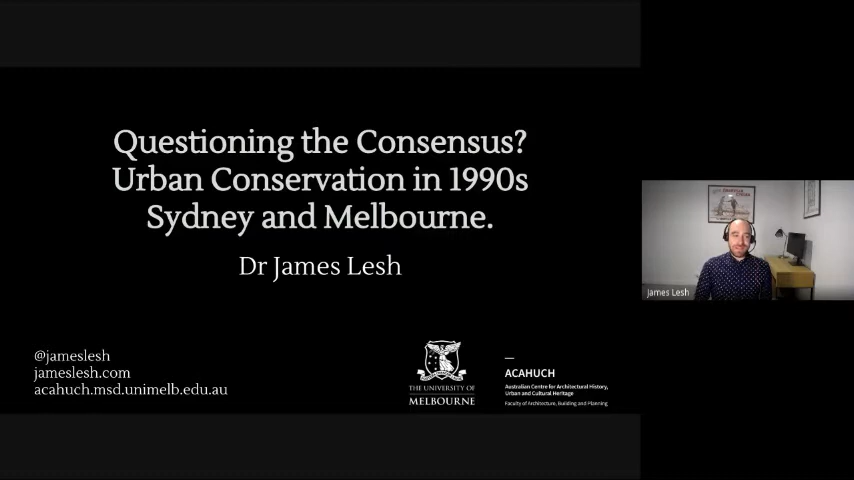 Questioning the Consensus?
Urban Conservation in 1990s
Sydney and Melbourne.
Dr James Lesh
@jameslesh
jameslesh.com
acahuch.msd.unimelb.edu.au
THE UNIVERSITY OF
MELBOURNE
ACAHUCH
Australian Centre for Architectural History,
Urban and Cultural Heritage
Faculty of Architecture, Building and Planning
James Lesh